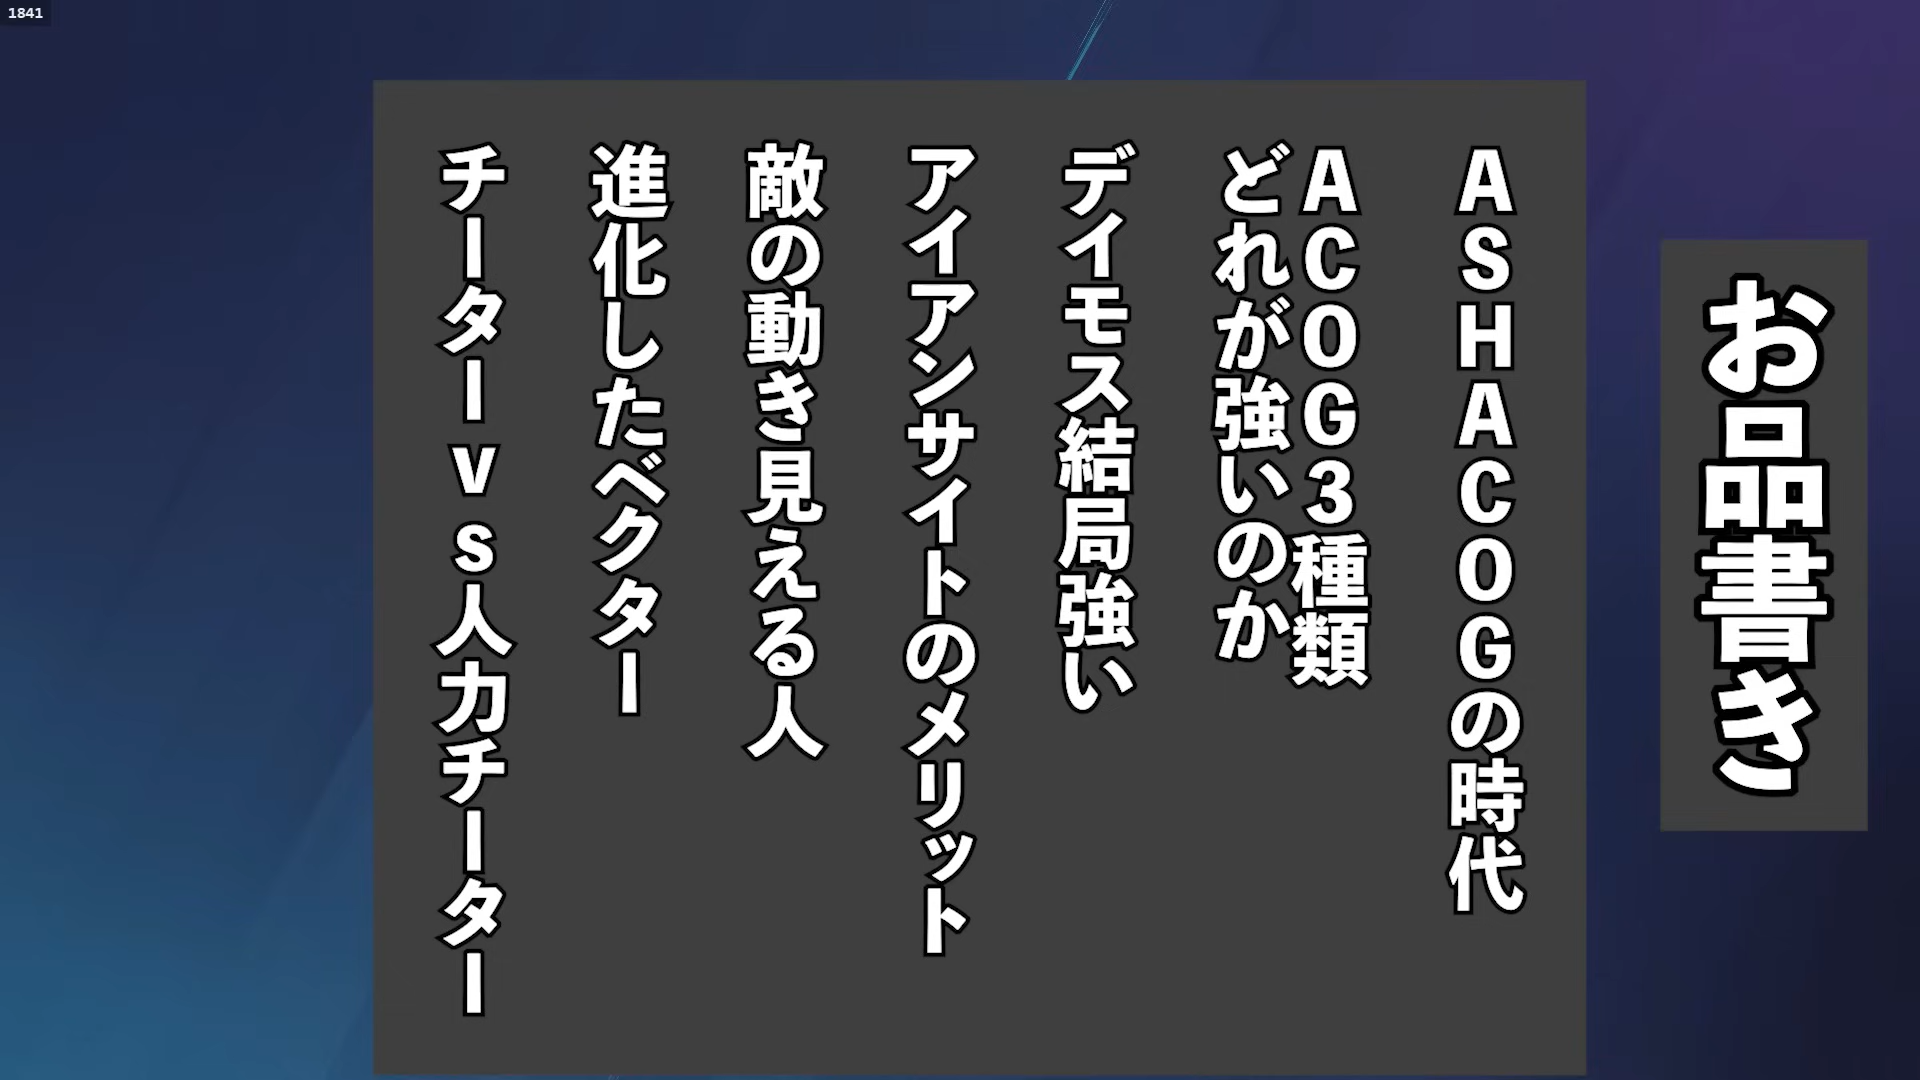 1841
お品書き
ASHACOGの時代
ACOG3種類
どれが強いのか
デイモス結局強い
アイアンサイトのメリット
敵の動き見える人
進化したベクター
チーターvs人力チーター